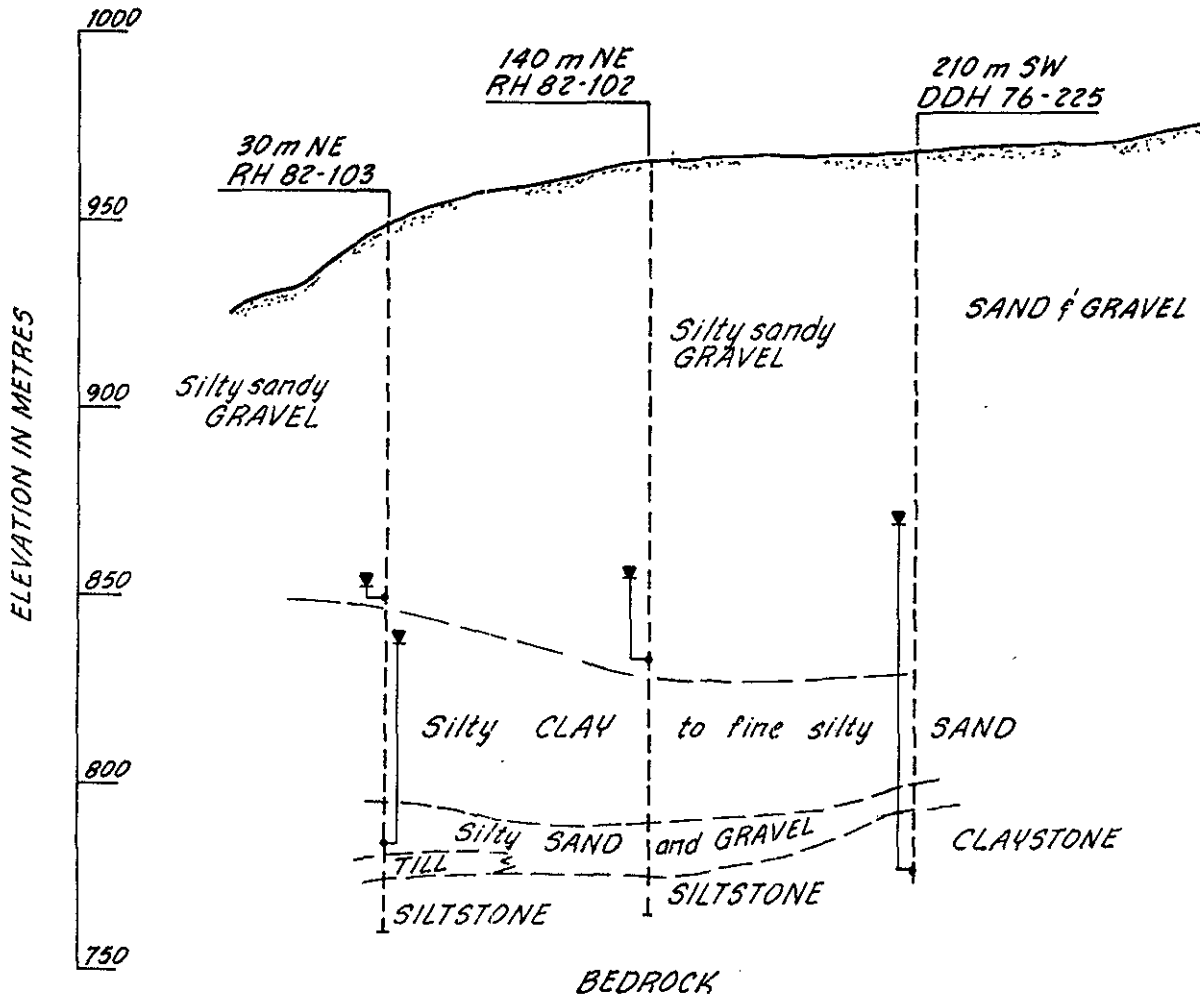 1000
140 m NE
RH 82-102
210 m SW
DDH 76-225
30 m NE
RH 82-103
950
SAND & GRAVEL
Silty sandy
GRAVEL
Silty sandy
GRAVEL
900
ELEVATION IN METRES
850
Silty CLAY to fine silty SAND
800
Silty SAND and GRAVEL
CLAYSTONE
TILL
SILTSTONE
SILTSTONE
750
BEDROCK